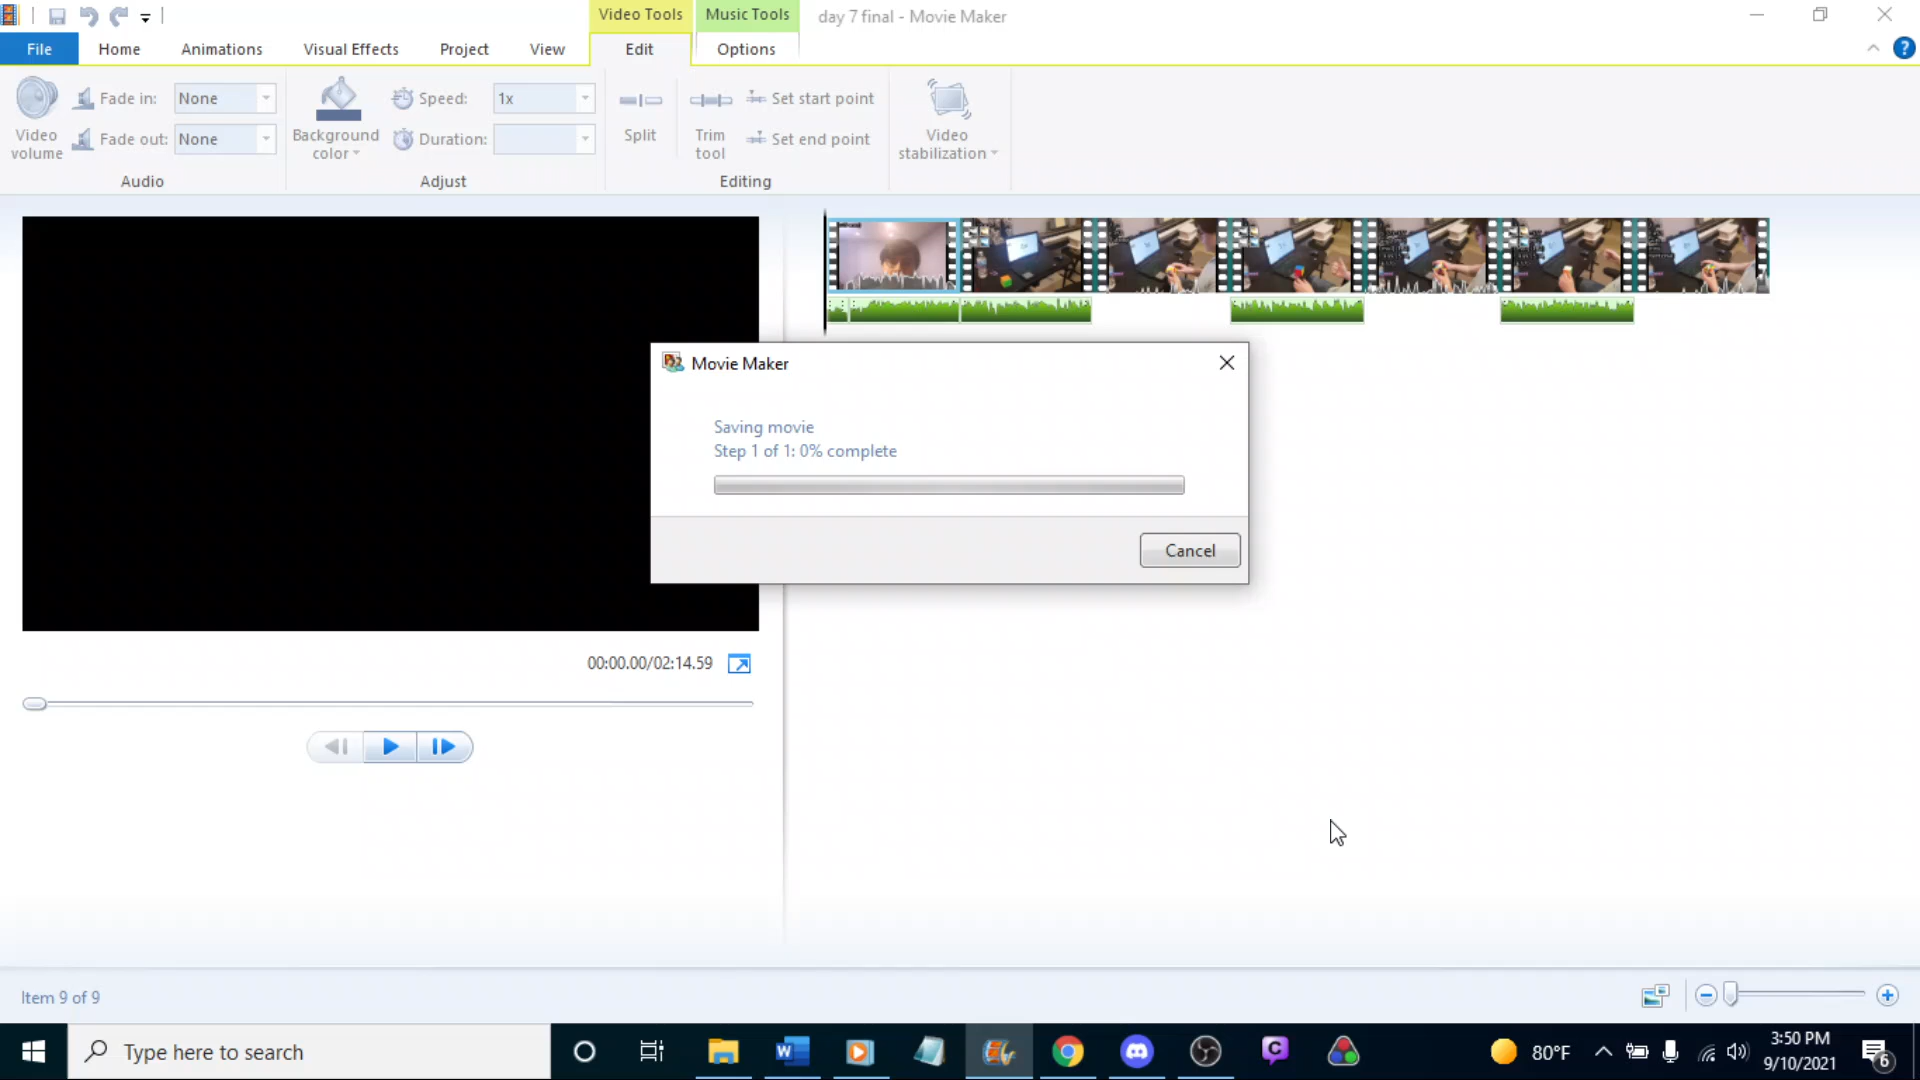 Video Tools
Music Tools
day 7 final - Movie Maker
File
Home
Animations
Visual Effects
Project
View
Edit
Options
Video
volume
Fade in:
None
Fade out:
None
Audio
Background
color
Speed:
1x
Duration:
Adjust
Split
Trim
tool
Set start point
Set end point
Editing
Video
stabilization
Movie Maker
Saving movie
Step 1 of 1: 0% complete
Cancel
00:00.00/02:14.59
Item 9 of 9
Type here to search
80°F
3:50 PM
9/10/2021
6